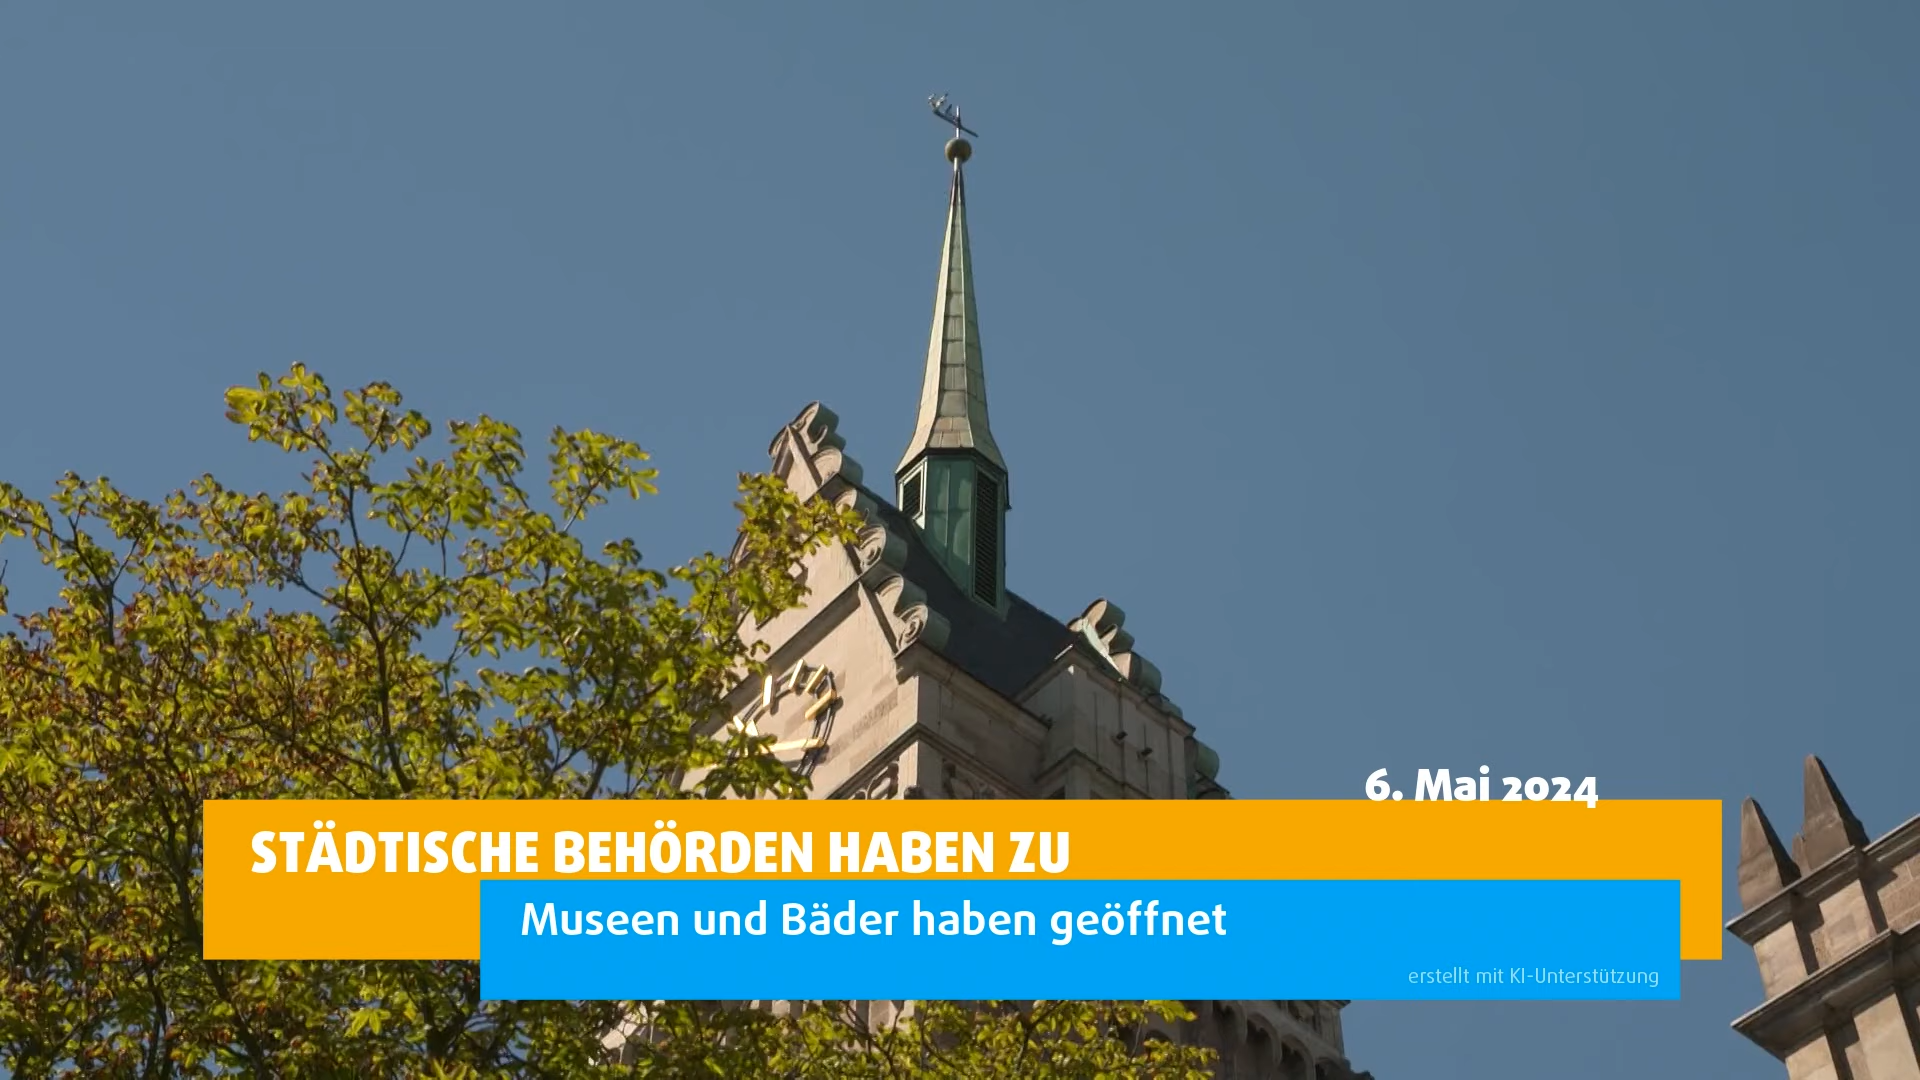 6. Mai 2024
STÄDTISCHE BEHÖRDEN HABEN ZU
Museen und Bäder haben geöffnet
erstellt mit KI-Unterstützung